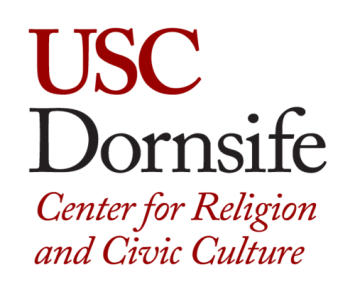 USC
Dornsife
Center for Religion
and Civic Culture